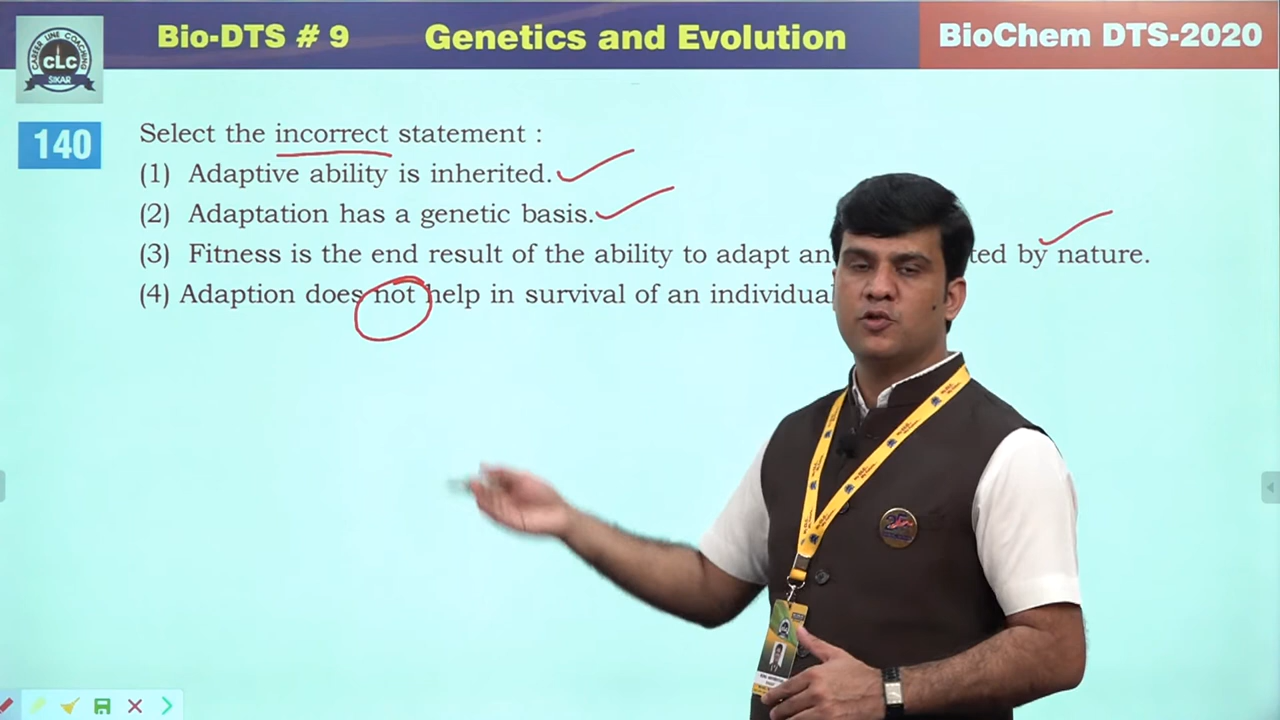 CAREER LINE COACHING
CLC
SIKAR
Bio-DTS # 9
Genetics and Evolution
BioChem DTS-2020
140
Select the incorrect statement :
(1) Adaptive ability is inherited.
(2) Adaptation has a genetic basis.
(3) Fitness is the end result of the ability to adapt an ted by nature.
(4) Adaption does not help in survival of an individual
25